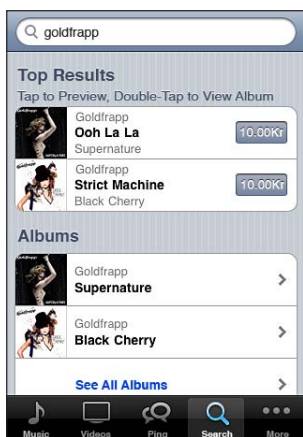 goldfrapp
Top Results
Tap to Preview, Double-Tap to View Album
Goldfrapp
Ooh La La
Supernature
10.00Kr
Goldfrapp
Strict Machine
Black Cherry
10.00Kr
Albums
Goldfrapp
Supernature
Goldfrapp
Black Cherry
See All Albums
Music
Videos
Ping
Search
More